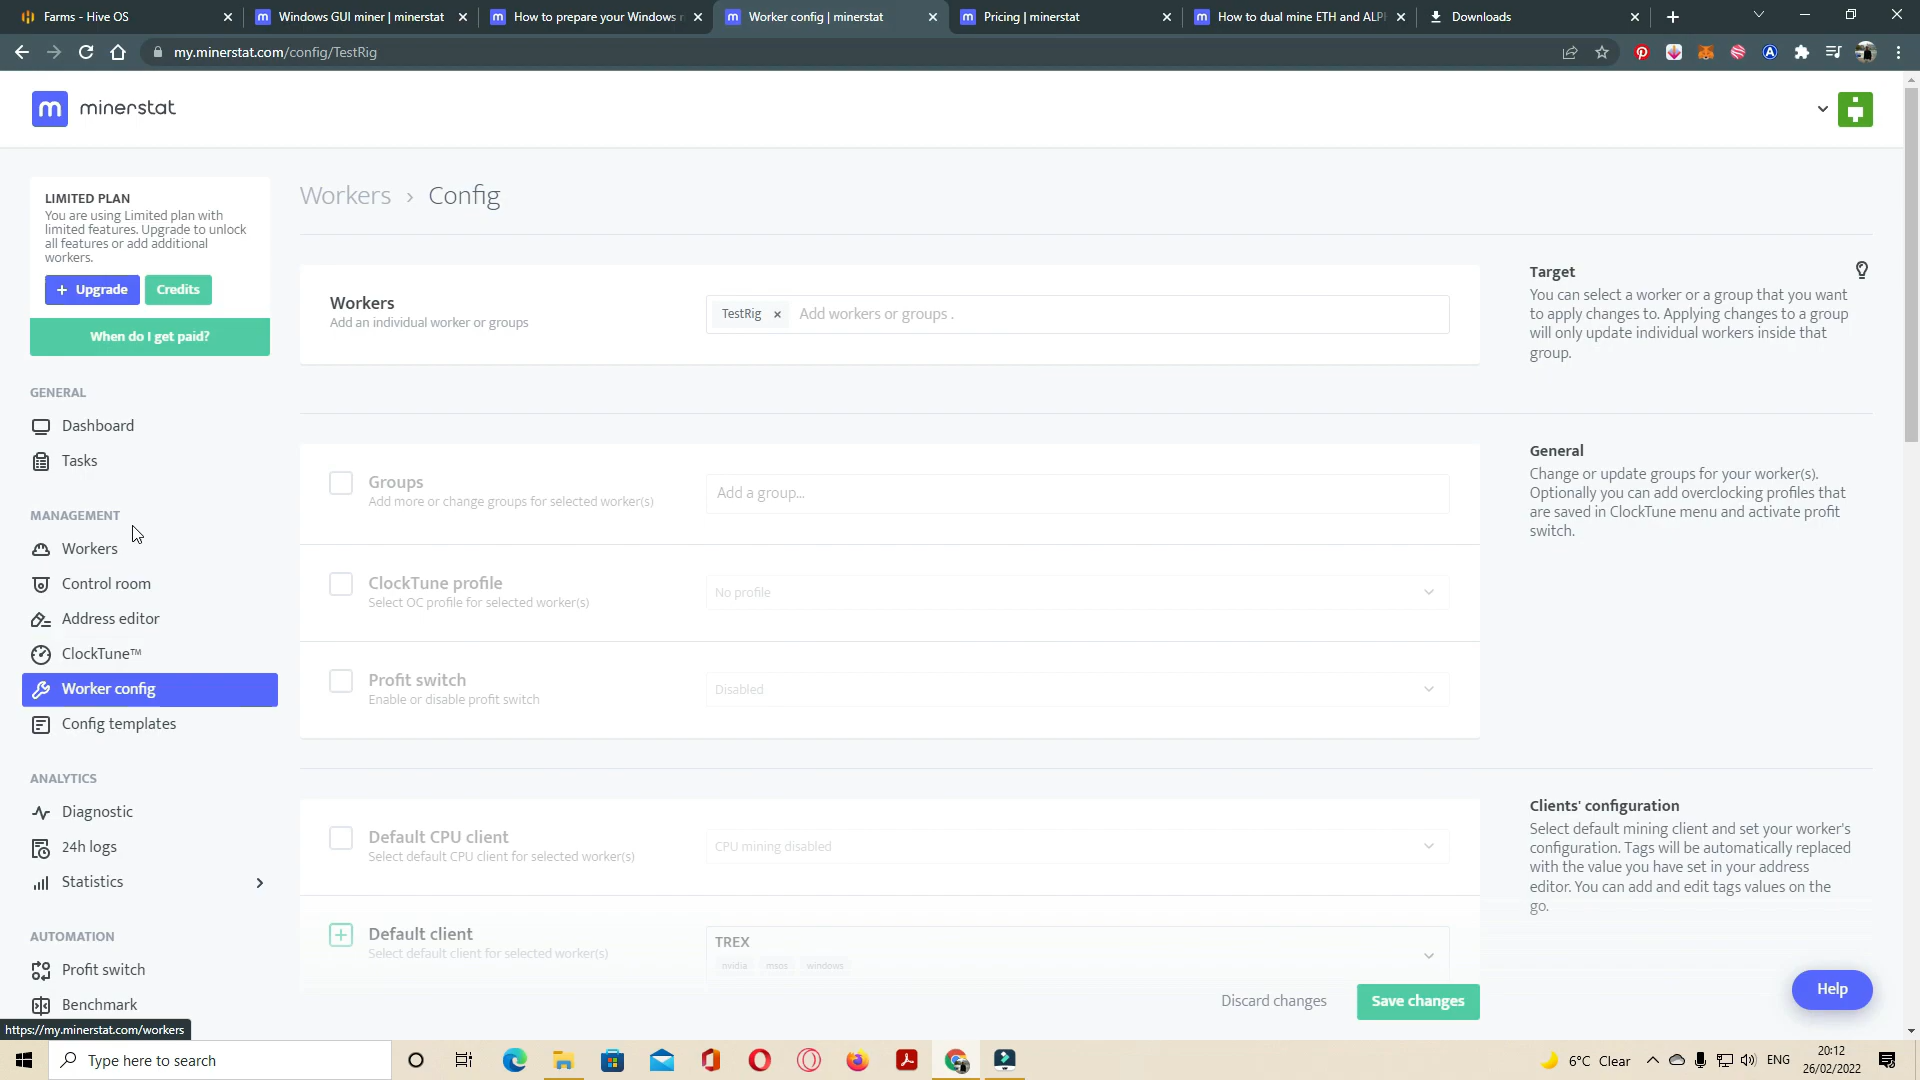 Farms - Hive OS
Windows GUI miner | minerstat
How to prepare your Windows
Worker config | minerstat
Pricing | minerstat
How to dual mine ETH and ALP
Downloads
my.minerstat.com/config/TestRig
m minerstat
LIMITED PLAN
You are using Limited plan with
limited features. Upgrade to unlock
all features or add additional
workers.
+ Upgrade
Credits
When do I get paid?
GENERAL
Dashboard
Tasks
MANAGEMENT
Workers
Control room
Address editor
ClockTune™
Worker config
Config templates
ANALYTICS
Diagnostic
24h logs
Statistics
AUTOMATION
Profit switch
Benchmark
https://my.minerstat.com/workers
Workers › Config
Workers
Add an individual worker or groups
TestRig × Add workers or groups .
Target
You can select a worker or a group that you want
to apply changes to. Applying changes to a group
will only update individual workers inside that
group.
Groups
Add more or change groups for selected worker(s)
Add a group...
ClockTune profile
Select OC profile for selected worker(s)
No profile
Profit switch
Enable or disable profit switch
Disabled
General
Change or update groups for your worker(s).
Optionally you can add overclocking profiles that
are saved in ClockTune menu and activate profit
switch.
Default CPU client
Select default CPU client for selected worker(s)
CPU mining disabled
Default client
Select default client for selected worker(s)
TREX
nvidia msos windows
Clients' configuration
Select default mining client and set your worker's
configuration. Tags will be automatically replaced
with the value you have set in your address
editor. You can add and edit tags values on the
go.
Discard changes
Save changes
Help
Type here to search
6°C Clear
ENG
20:12
26/02/2022